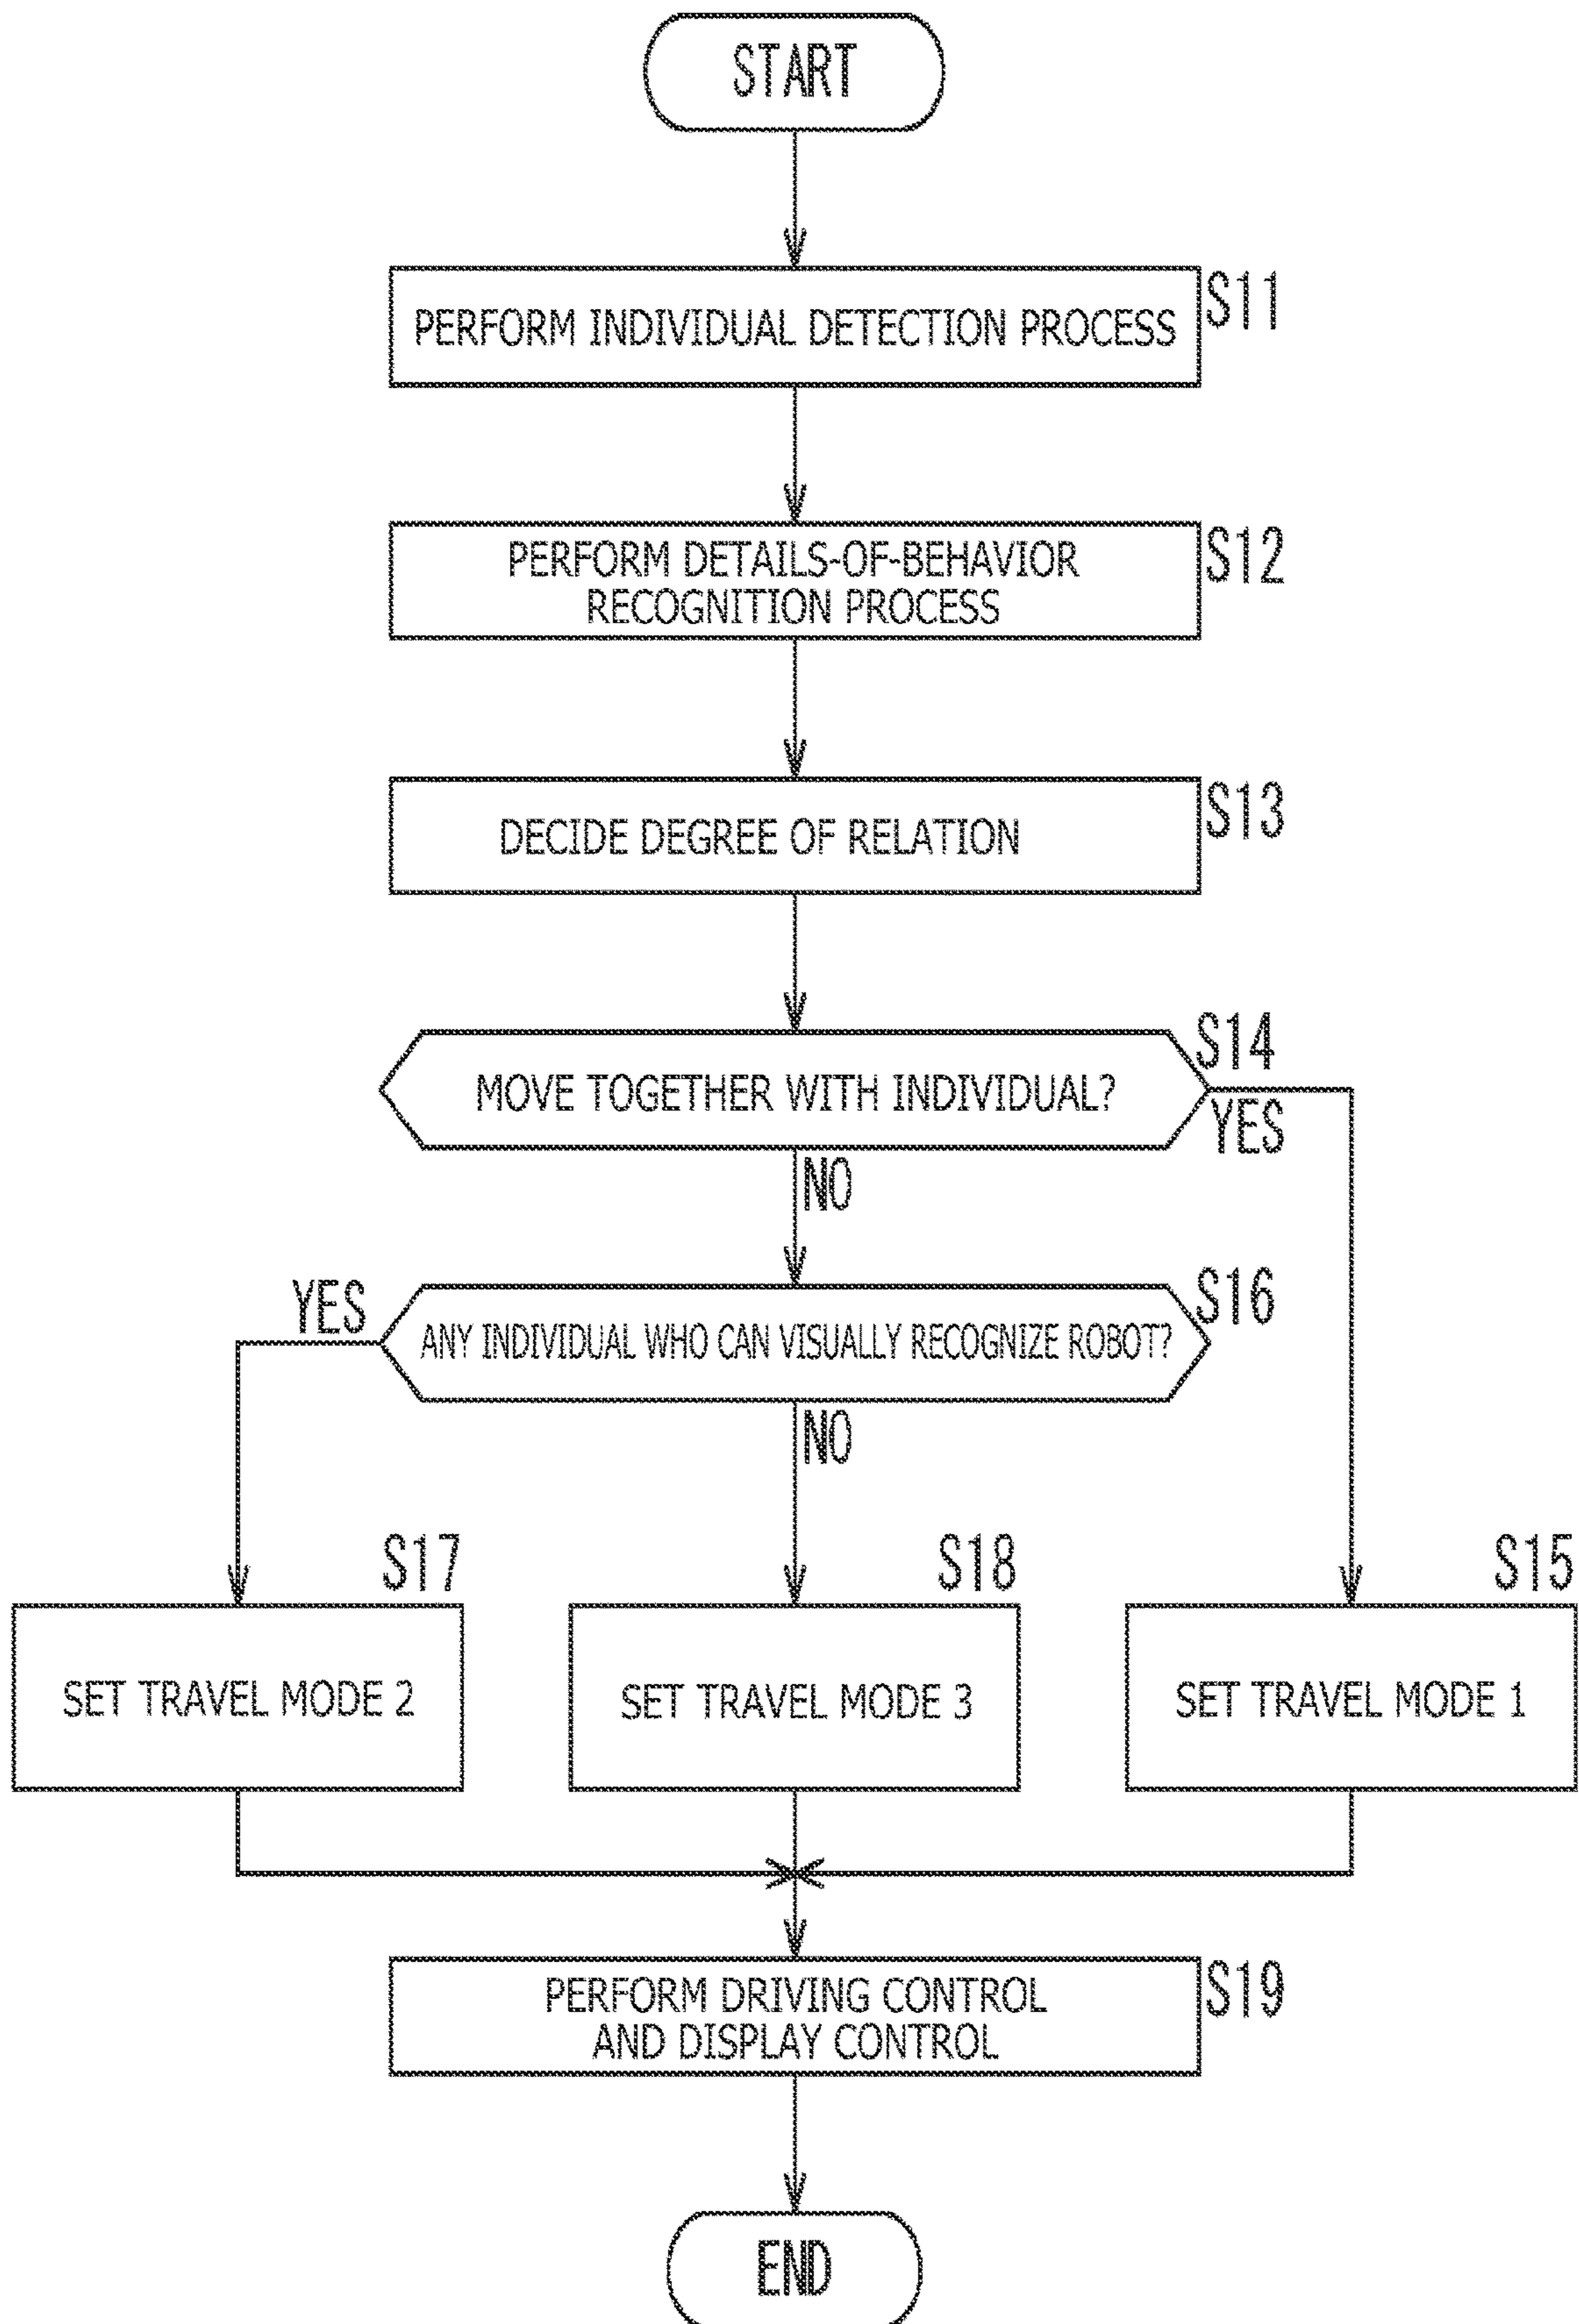 START
S11
PERFORM INDIVIDUAL DETECTION PROCESS
S12
PERFORM DETAILS-OF-BEHAVIOR
RECOGNITION PROCESS
S13
DECIDE DEGREE OF RELATION
S14
MOVE TOGETHER WITH INDIVIDUAL?
YES
NO
S16
YES
ANY INDIVIDUAL WHO CAN VISUALLY RECOGNIZE ROBOT?
NO
S17
SET TRAVEL MODE 2
S18
SET TRAVEL MODE 3
S15
SET TRAVEL MODE 1
S19
PERFORM DRIVING CONTROL
AND DISPLAY CONTROL
END